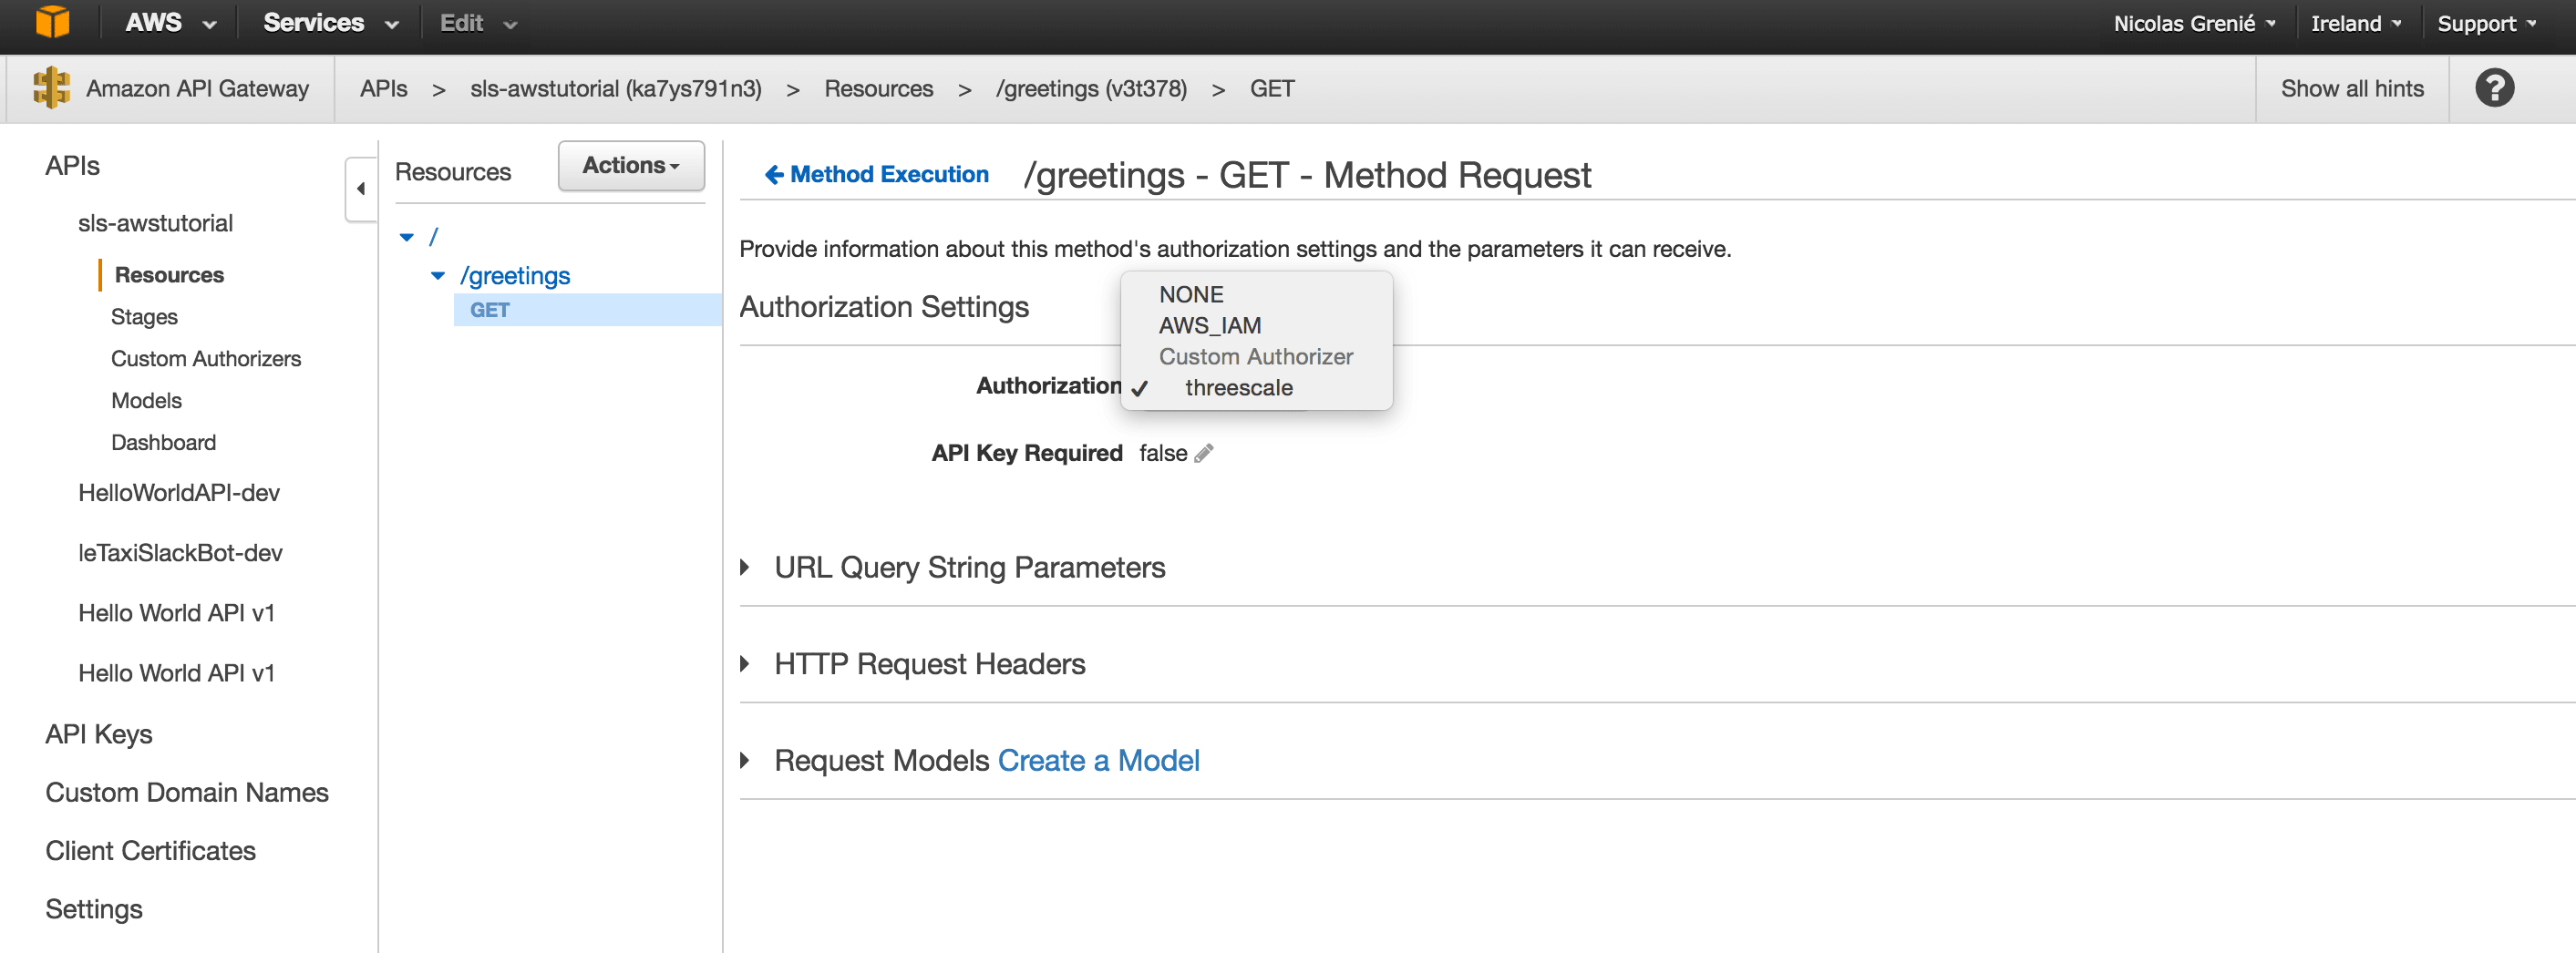 AWS Services Edit Nicolas Grenié Ireland Support
Amazon API Gateway APIs > sls-awstutorial (ka7ys791n3) > Resources > /greetings (v3t378) > GET Show all hints ?
APIs
sls-awstutorial
Resources
Stages
Custom Authorizers
Models
Dashboard
HelloWorldAPI-dev
leTaxiSlackBot-dev
Hello World API v1
Hello World API v1
API Keys
Custom Domain Names
Client Certificates
Settings
Resources Actions
/
/greetings
GET
Method Execution /greetings - GET - Method Request
Provide information about this method's authorization settings and the parameters it can receive.
Authorization Settings
NONE
AWS_IAM
Custom Authorizer
Authorization ✓ threescale
API Key Required false
URL Query String Parameters
HTTP Request Headers
Request Models Create a Model